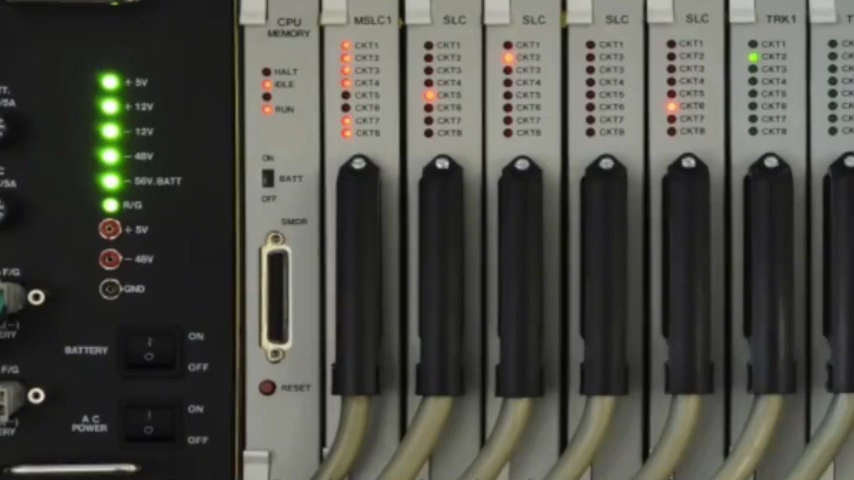 +5V
+12V
-12V
-48V
-56V.BATT
R/G
+5V
-48V
GND
BATTERY
ON
OFF
AC
POWER
ON
OFF
F/G
F/G
/5A
/5A
CPU
MEMORY
HALT
IDLE
RUN
ON
BATT
OFF
SMDR
RESET
MSLC1
CKT1
CKT2
CKT3
CKT4
CKT5
CKT6
CKT7
CKT8
SLC
CKT1
CKT2
CKT3
CKT4
CKT5
CKT6
CKT7
CKT8
SLC
CKT1
CKT2
CKT3
CKT4
CKT5
CKT6
CKT7
CKT8
SLC
CKT1
CKT2
CKT3
CKT4
CKT5
CKT6
CKT7
CKT8
SLC
CKT1
CKT2
CKT3
CKT4
CKT5
CKT6
CKT7
CKT8
TRK1
CKT1
CKT2
CKT3
CKT4
CKT5
CKT6
CKT7
CKT8